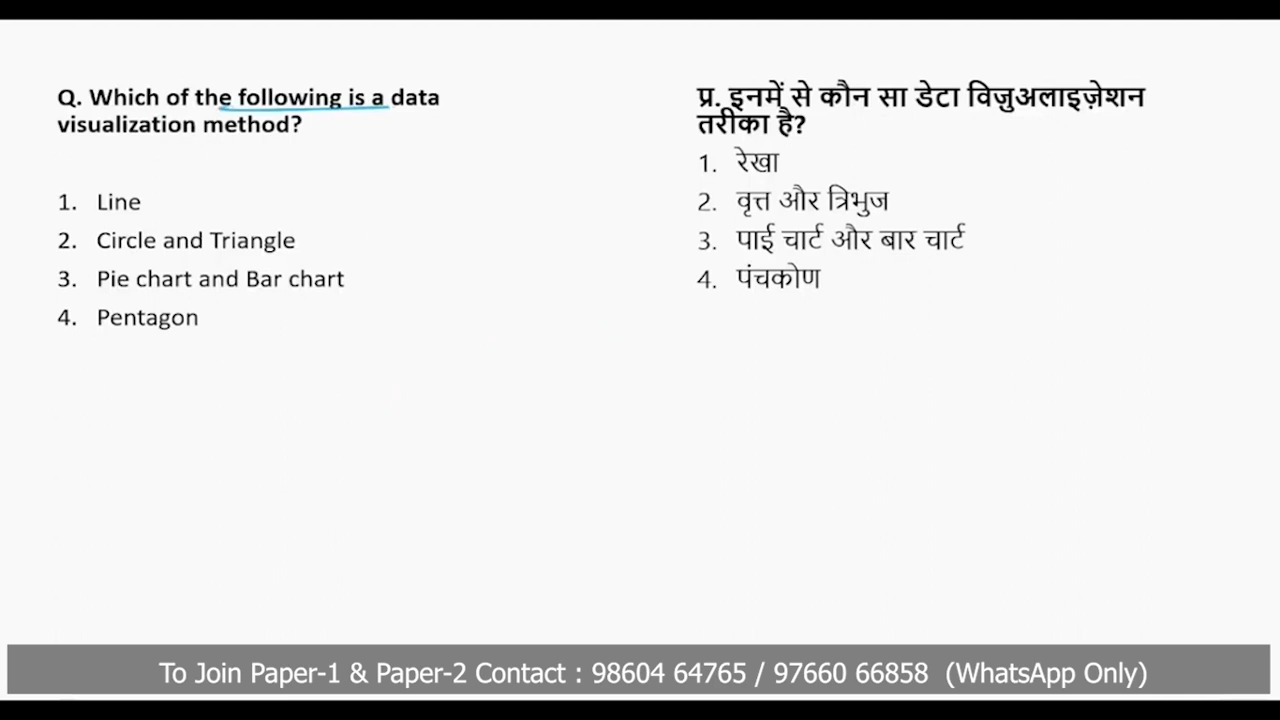 Q. Which of the following is a data
visualization method?
1. Line
2. Circle and Triangle
3. Pie chart and Bar chart
4. Pentagon
प्र. इनमें से कौन सा डेटा विज़ुअलाइज़ेशन
तरीका है?
1. रेखा
2. वृत्त और त्रिभुज
3. पाई चार्ट और बार चार्ट
4. पंचकोण
To Join Paper-1 & Paper-2 Contact : 98604 64765 / 97660 66858 (WhatsApp Only)